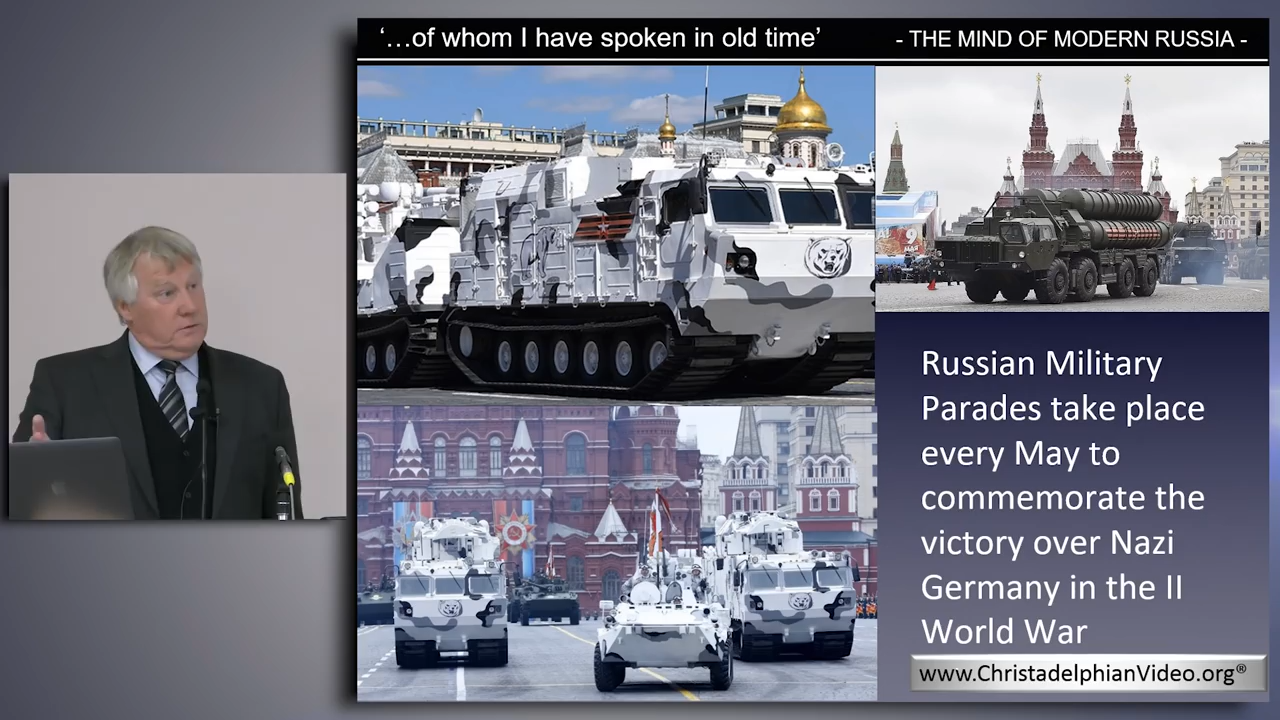 ‘…of whom I have spoken in old time’
- THE MIND OF MODERN RUSSIA -
9
Russian Military
Parades take place
every May to
commemorate the
victory over Nazi
Germany in the II
World War
www.ChristadelphianVideo.org®